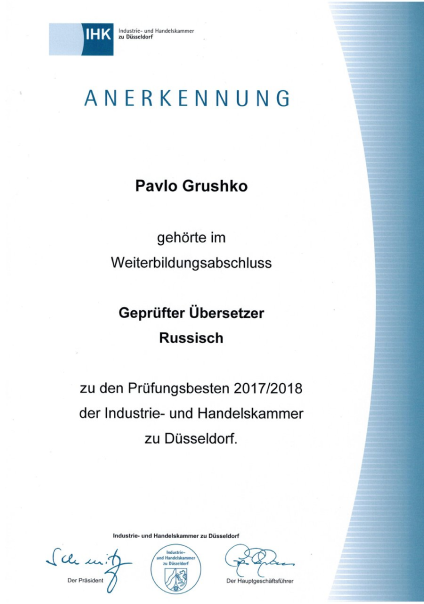 IHK Industrie- und Handelskammer
zu Düsseldorf
ANERKENNUNG
Pavlo Grushko
gehörte im
Weiterbildungsabschluss
Geprüfter Übersetzer
Russisch
zu den Prüfungsbesten 2017/2018
der Industrie- und Handelskammer
zu Düsseldorf.
Industrie- und Handelskammer zu Düsseldorf
Industrie-
und Handelskammer
zu Düsseldorf
Der Präsident
Der Hauptgeschäftsführer